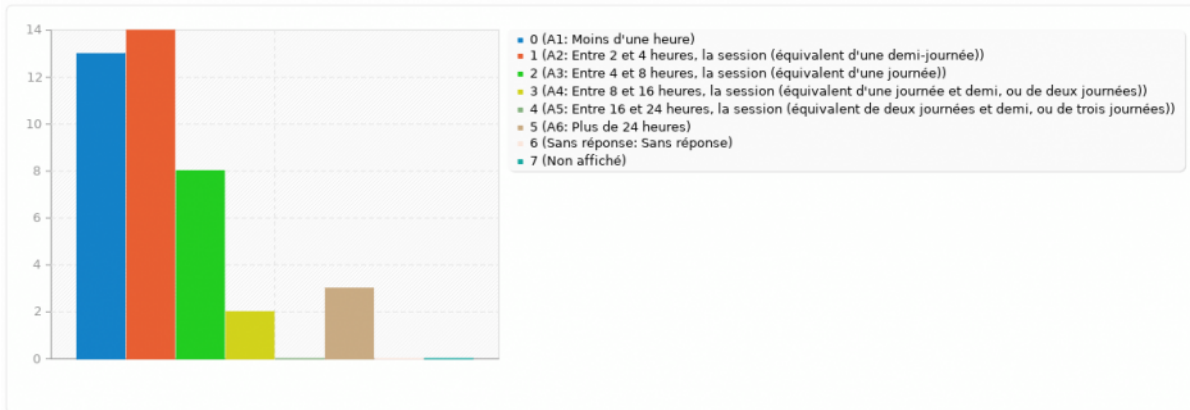 14
12
10
8
6
4
2
0
0 (A1: Moins d'une heure)
1 (A2: Entre 2 et 4 heures, la session (équivalent d'une demi-journée))
2 (A3: Entre 4 et 8 heures, la session (équivalent d'une journée))
3 (A4: Entre 8 et 16 heures, la session (équivalent d'une journée et demi, ou de deux journées))
4 (A5: Entre 16 et 24 heures, la session (équivalent de deux journées et demi, ou de trois journées))
5 (A6: Plus de 24 heures)
6 (Sans réponse: Sans réponse)
7 (Non affiché)